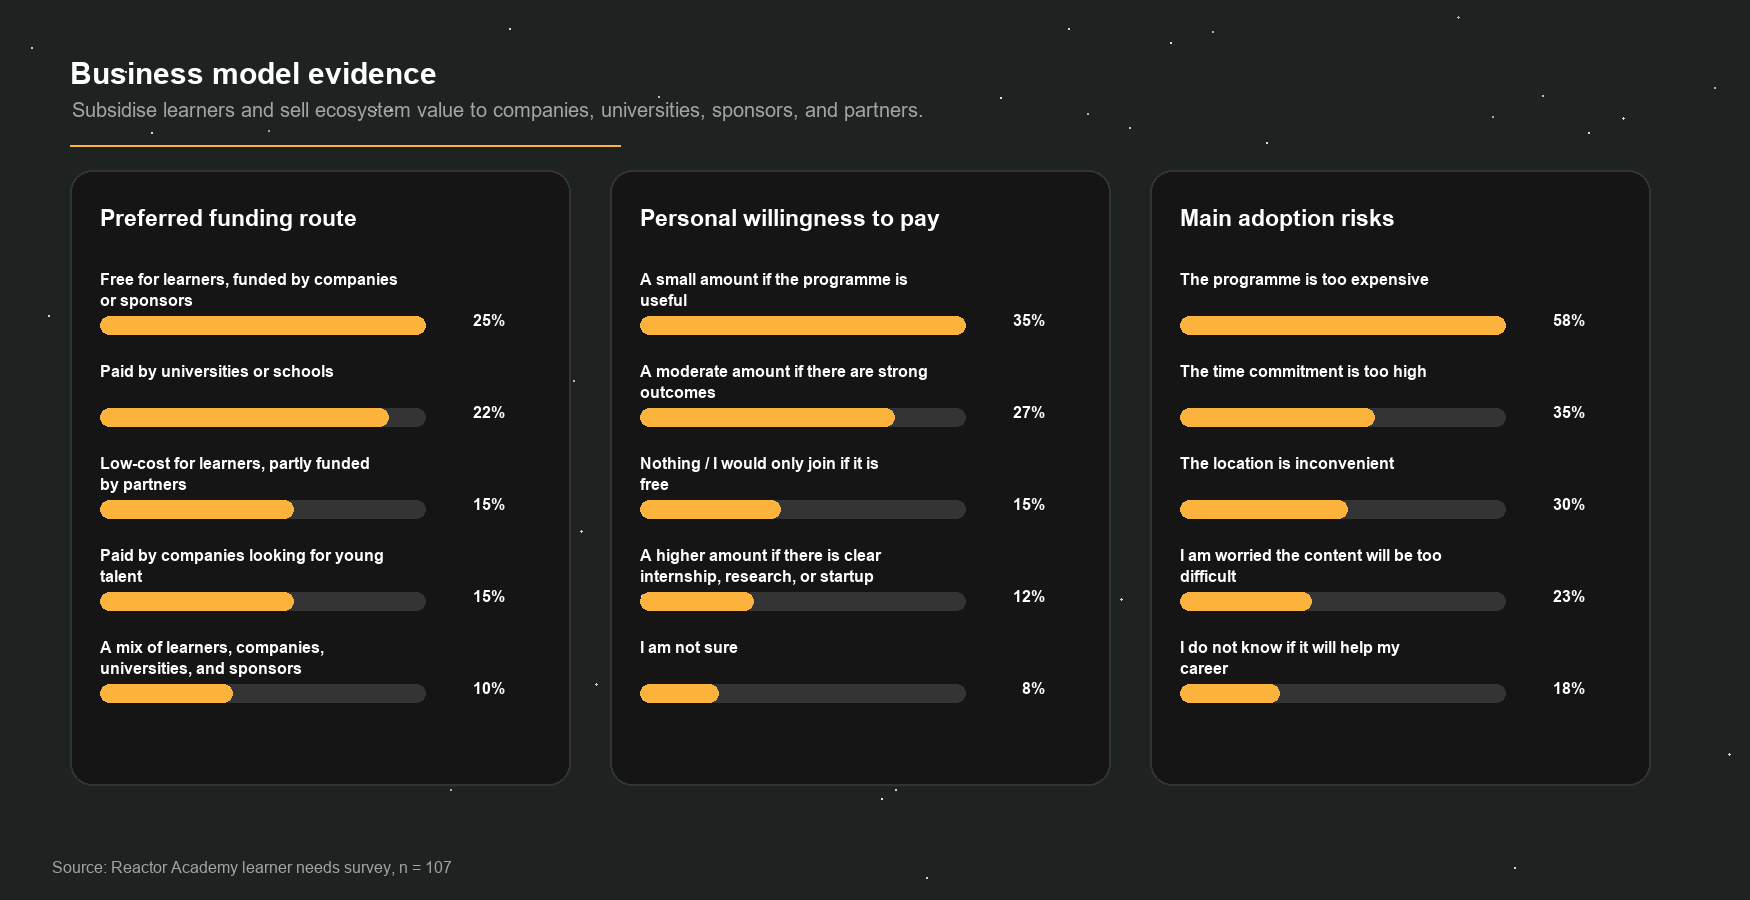 Business model evidence
Subsidise learners and sell ecosystem value to companies, universities, sponsors, and partners.
Preferred funding route
Free for learners, funded by companies
or sponsors
25%
Paid by universities or schools
22%
Low-cost for learners, partly funded
by partners
15%
Paid by companies looking for young
talent
15%
A mix of learners, companies,
universities, and sponsors
10%
Personal willingness to pay
A small amount if the programme is
useful
35%
A moderate amount if there are strong
outcomes
27%
Nothing / I would only join if it is
free
15%
A higher amount if there is clear
internship, research, or startup
12%
I am not sure
8%
Main adoption risks
The programme is too expensive
58%
The time commitment is too high
35%
The location is inconvenient
30%
I am worried the content will be too
difficult
23%
I do not know if it will help my
career
18%
Source: Reactor Academy learner needs survey, n = 107